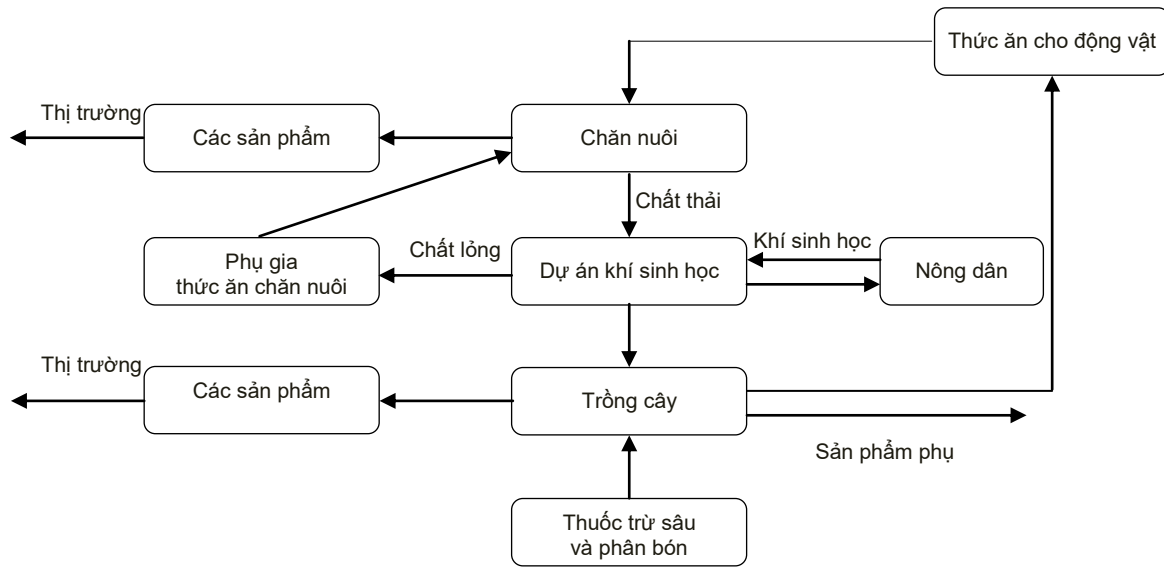 Thức ăn cho động vật
Thị trường
Các sản phẩm
Chăn nuôi
Chất thải
Phụ gia
thức ăn chăn nuôi
Chất lỏng
Dự án khí sinh học
Khí sinh học
Nông dân
Thị trường
Các sản phẩm
Trồng cây
Sản phẩm phụ
Thuốc trừ sâu
và phân bón